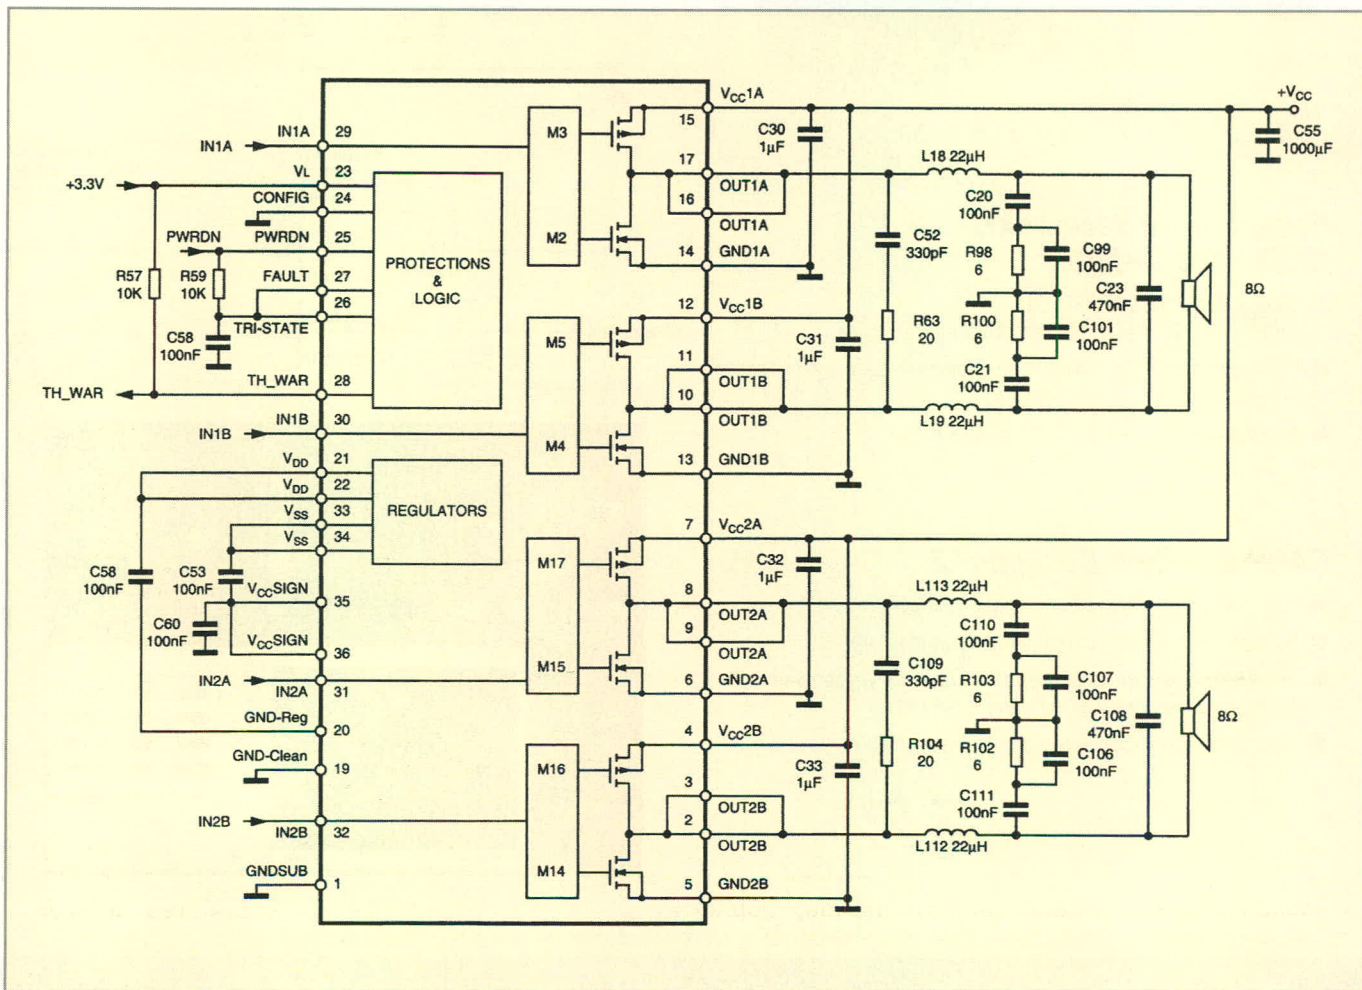 IN1A
IN1A
29
+3.3V
VL
23
CONFIG
24
PWRDN
PWRDN
25
FAULT
27
26
TRI-STATE
R57
10K
R59
10K
C58
100nF
TH_WAR
TH_WAR
28
IN1B
IN1B
30
VDD
21
VDD
22
VSS
33
VSS
34
C58
100nF
C53
100nF
VCCSIGN
35
C60
100nF
VCCSIGN
36
IN2A
IN2A
31
GND-Reg
20
GND-Clean
19
IN2B
IN2B
32
GNDSUB
1
PROTECTIONS
&
LOGIC
REGULATORS
M3
M2
M5
M4
M17
M15
M16
M14
15
VCC1A
17
OUT1A
16
OUT1A
14
GND1A
12
VCC1B
11
OUT1B
10
OUT1B
13
GND1B
7
VCC2A
8
OUT2A
9
OUT2A
6
GND2A
4
VCC2B
3
OUT2B
2
OUT2B
5
GND2B
C30
1µF
C31
1µF
C32
1µF
C33
1µF
+VCC
C55
1000µF
L18 22µH
C52
330pF
R63
20
C20
100nF
R98
6
C99
100nF
R100
6
C101
100nF
C21
100nF
C23
470nF
8Ω
L19 22µH
L113 22µH
C109
330pF
R104
20
C110
100nF
R103
6
C107
100nF
R102
6
C106
100nF
C111
100nF
C108
470nF
8Ω
L112 22µH